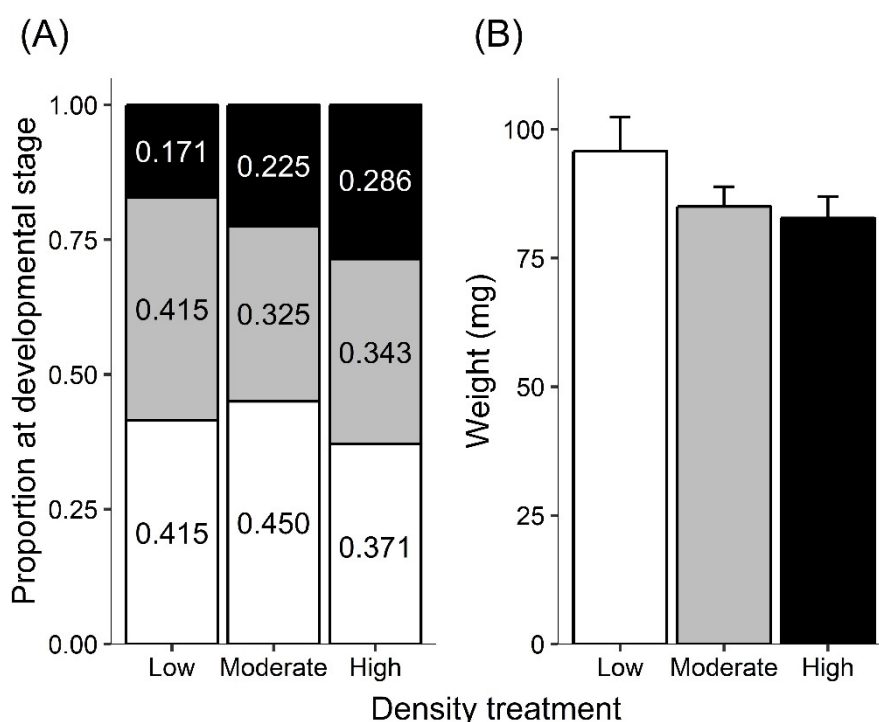 (A)
(B)
Proportion at developmental stage
1.00
0.75
0.50
0.25
0.00
0.171
0.225
0.286
0.415
0.325
0.343
0.415
0.450
0.371
Low
Moderate
High
Weight (mg)
100
75
50
25
0
Low
Moderate
High
Density treatment